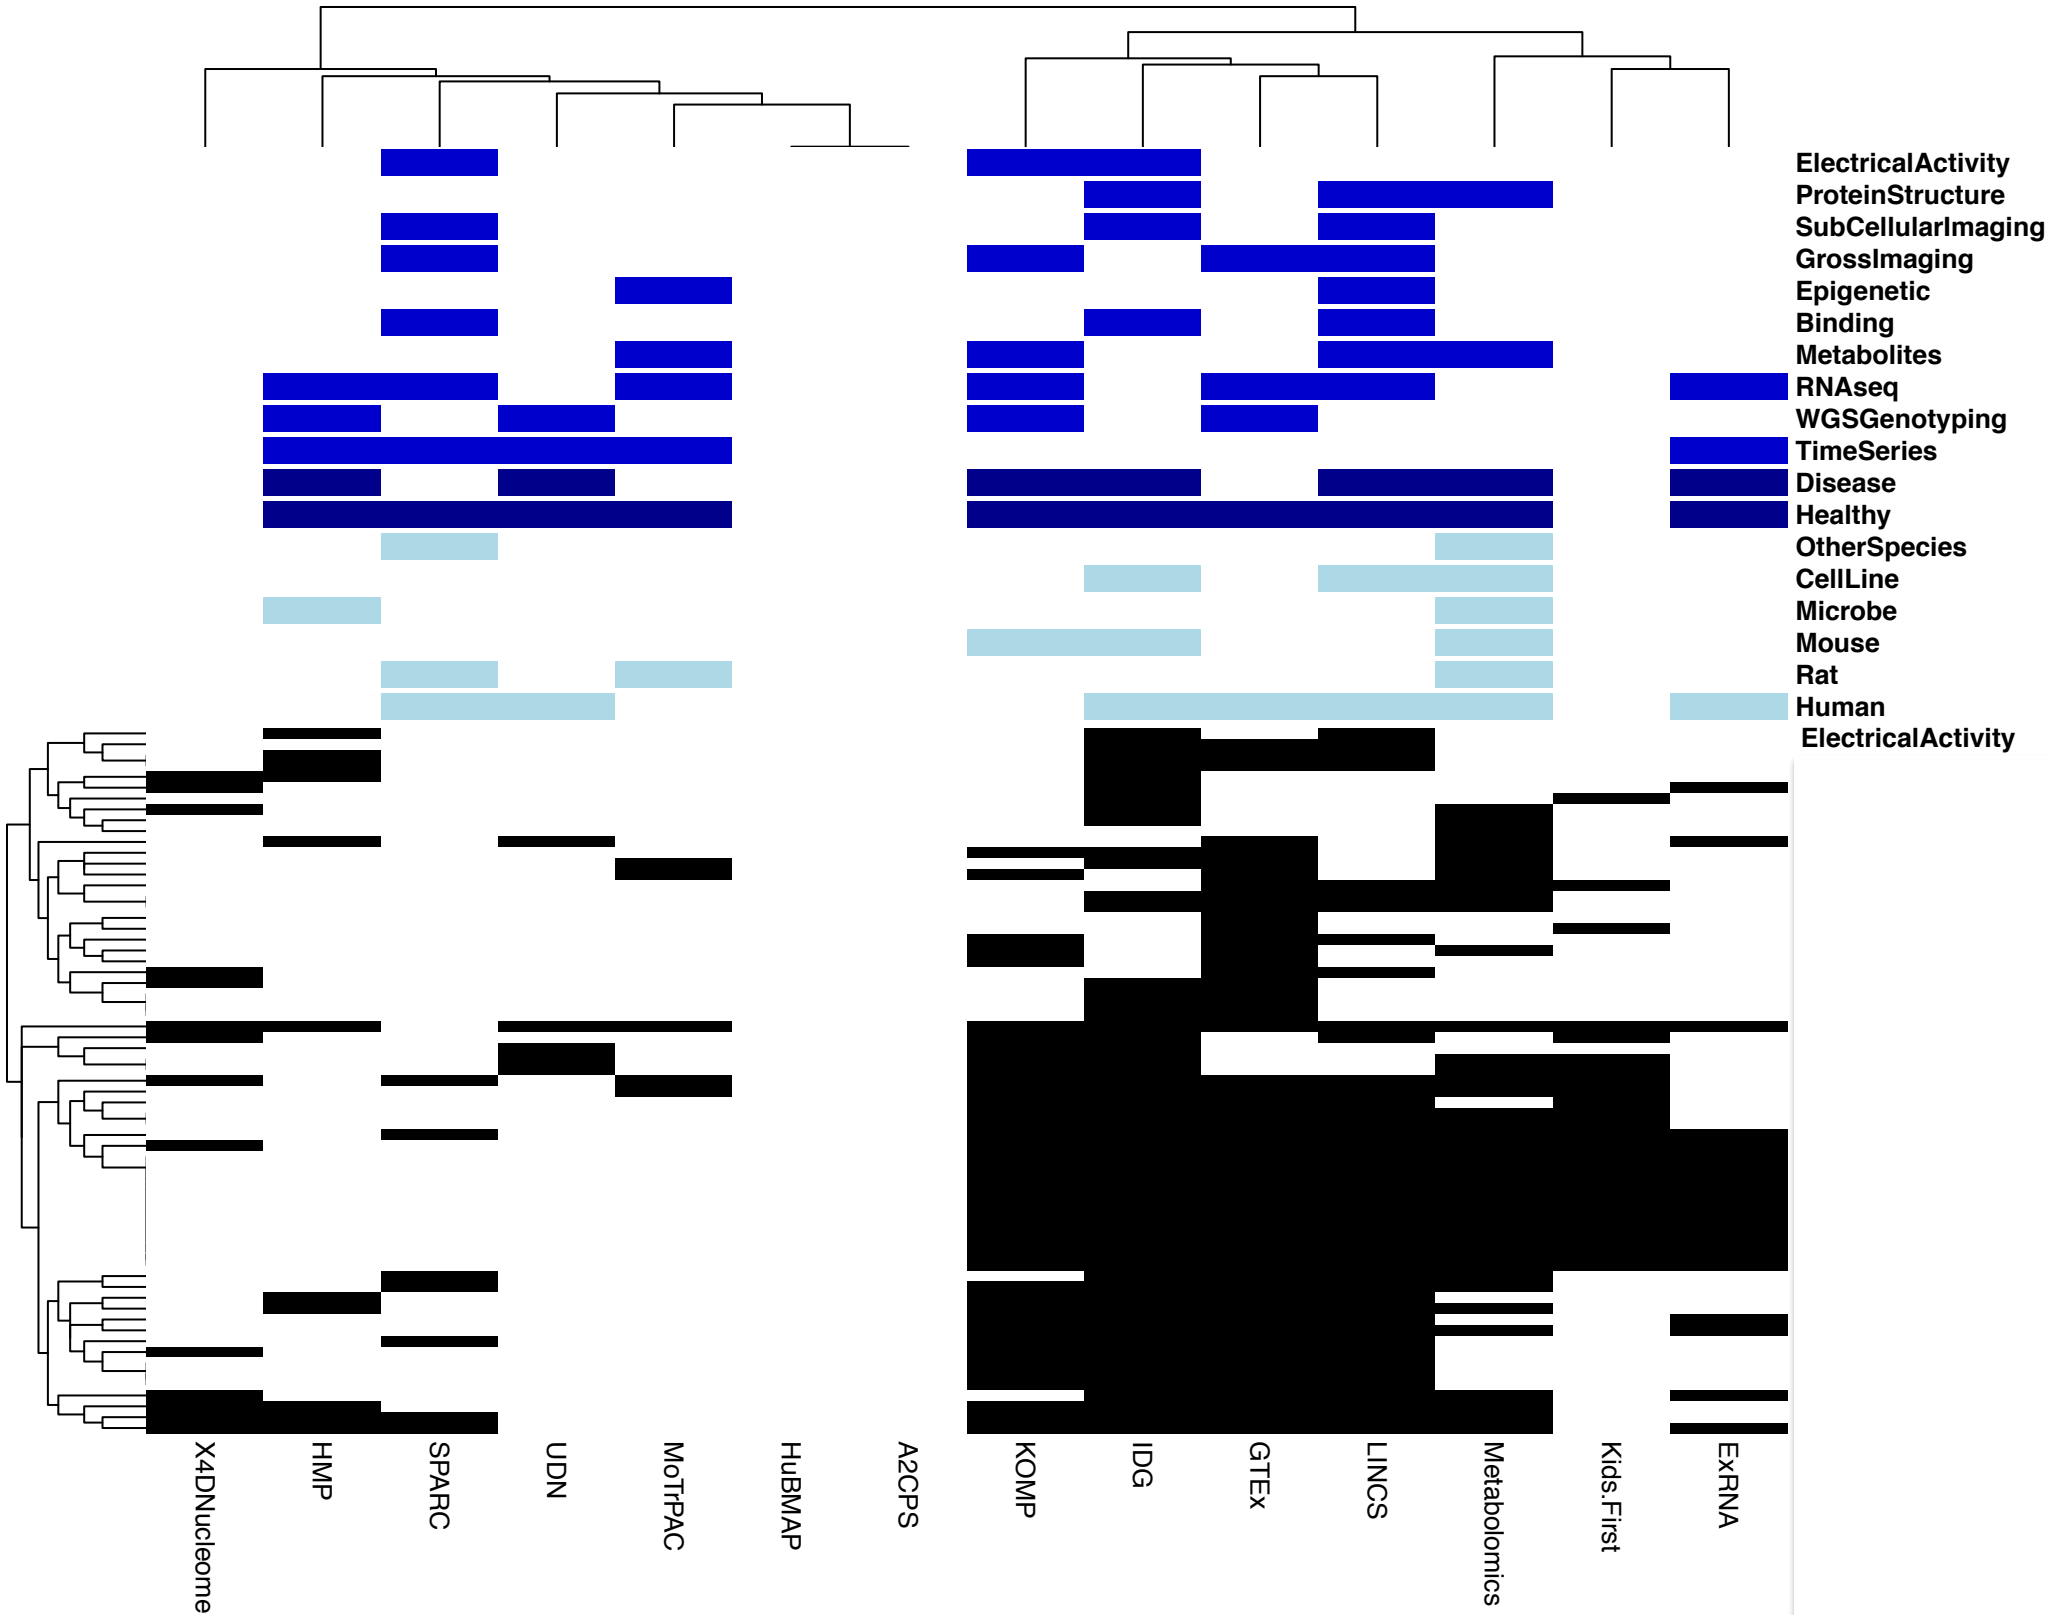 ElectricalActivity
ProteinStructure
SubCellularImaging
GrossImaging
Epigenetic
Binding
Metabolites
RNAseq
WGSGenotyping
TimeSeries
Disease
Healthy
OtherSpecies
CellLine
Microbe
Mouse
Rat
Human
ElectricalActivity
X4DNucleome
HMP
SPARC
UDN
MoTrPAC
HuBMAP
A2CPS
KOMP
IDG
GTEx
LINCS
Metabolomics
Kids.First
ExRNA